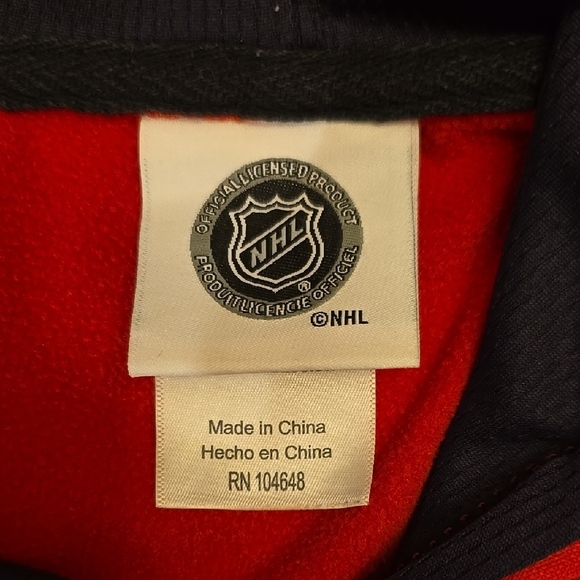 OFFICIAL LICENSED PRODUCT
NHL
®
PRODUIT LICENCIE OFFICIEL
©NHL
Made in China
Hecho en China
RN 104648